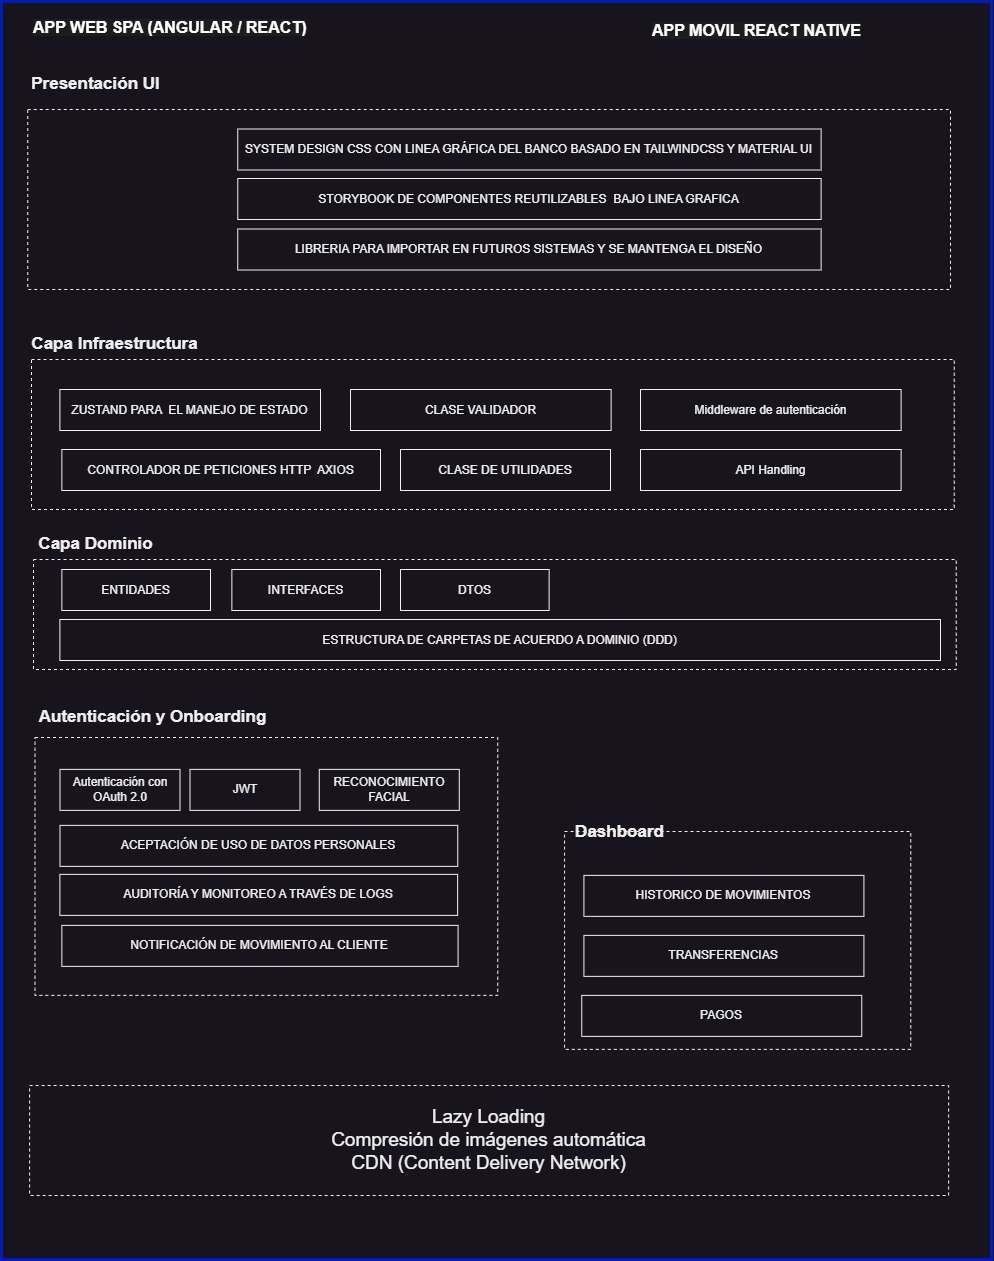 APP WEB SPA (ANGULAR / REACT)
APP MOVIL REACT NATIVE
Presentación UI
SYSTEM DESIGN CSS CON LINEA GRÁFICA DEL BANCO BASADO EN TAILWINDCSS Y MATERIAL UI
STORYBOOK DE COMPONENTES REUTILIZABLES BAJO LINEA GRAFICA
LIBRERIA PARA IMPORTAR EN FUTUROS SISTEMAS Y SE MANTENGA EL DISEÑO
Capa Infraestructura
ZUSTAND PARA EL MANEJO DE ESTADO
CLASE VALIDADOR
Middleware de autenticación
CONTROLADOR DE PETICIONES HTTP AXIOS
CLASE DE UTILIDADES
API Handling
Capa Dominio
ENTIDADES
INTERFACES
DTOS
ESTRUCTURA DE CARPETAS DE ACUERDO A DOMINIO (DDD)
Autenticación y Onboarding
Autenticación con
OAuth 2.0
JWT
RECONOCIMIENTO
FACIAL
ACEPTACIÓN DE USO DE DATOS PERSONALES
AUDITORÍA Y MONITOREO A TRAVÉS DE LOGS
NOTIFICACIÓN DE MOVIMIENTO AL CLIENTE
Dashboard
HISTORICO DE MOVIMIENTOS
TRANSFERENCIAS
PAGOS
Lazy Loading
Compresión de imágenes automática
CDN (Content Delivery Network)